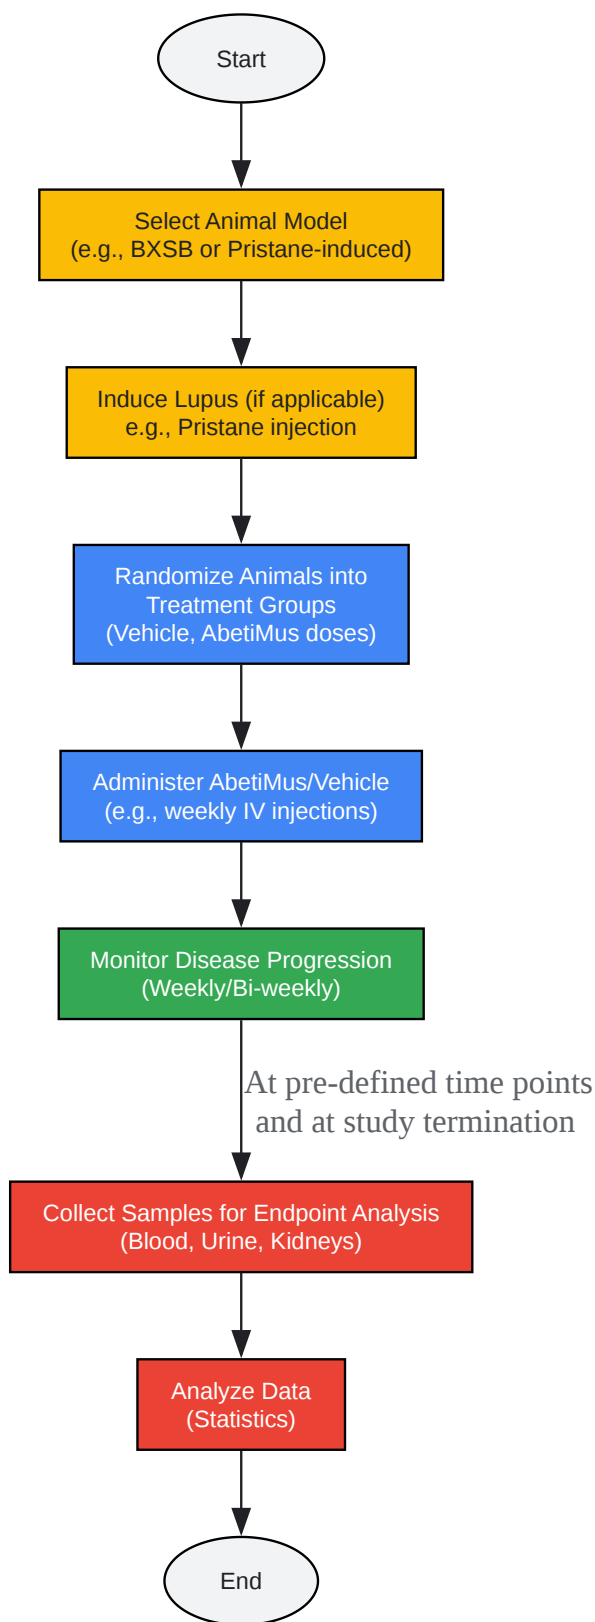 Start
Select Animal Model
(e.g., BXSB or Pristane-induced)
Induce Lupus (if applicable)
e.g., Pristane injection
Randomize Animals into
Treatment Groups
(Vehicle, AbetiMus doses)
Administer AbetiMus/Vehicle
(e.g., weekly IV injections)
Monitor Disease Progression
(Weekly/Bi-weekly)
At pre-defined time points
and at study termination
Collect Samples for Endpoint Analysis
(Blood, Urine, Kidneys)
Analyze Data
(Statistics)
End